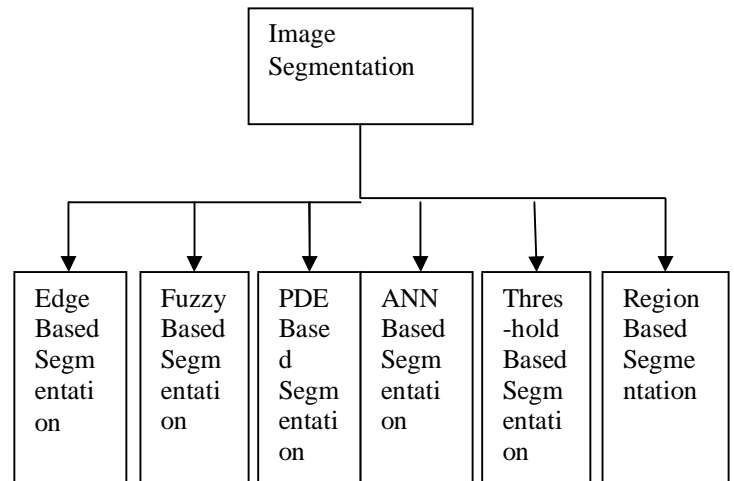 Image
Segmentation
Edge
Based
Segm
entati
on
Fuzzy
Based
Segm
entati
on
PDE
Base
d
Segm
entati
on
ANN
Based
Segm
entati
on
Thres
-hold
Based
Segm
entati
on
Region
Based
Segme
ntation